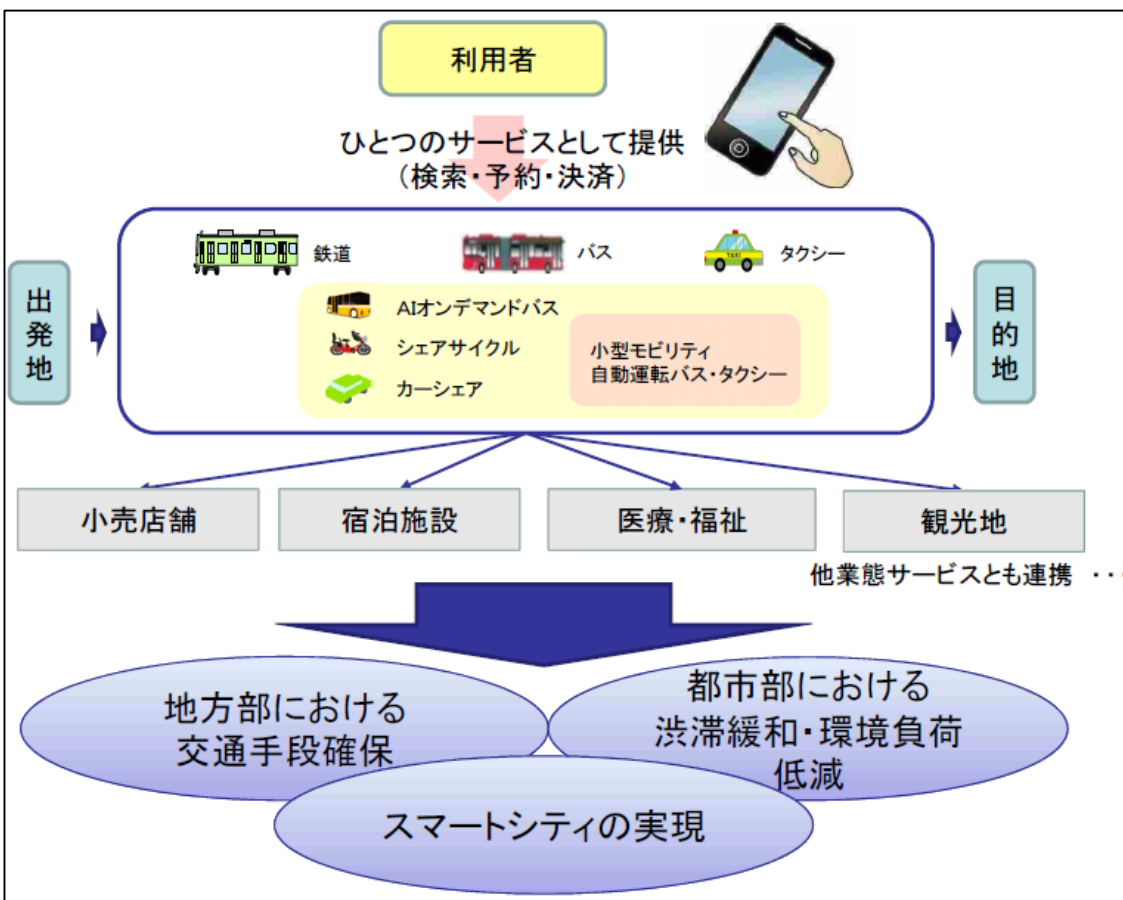 利用者
ひとつのサービスとして提供
（検索・予約・決済）
鉄道
バス
タクシー
TAXI
出発地
AIオンデマンドバス
シェアサイクル
カーシェア
小型モビリティ
自動運転バス・タクシー
目的地
小売店舗
宿泊施設
医療・福祉
観光地
他業態サービスとも連携 ・・・
地方部における
交通手段確保
都市部における
渋滞緩和・環境負荷
低減
スマートシティの実現